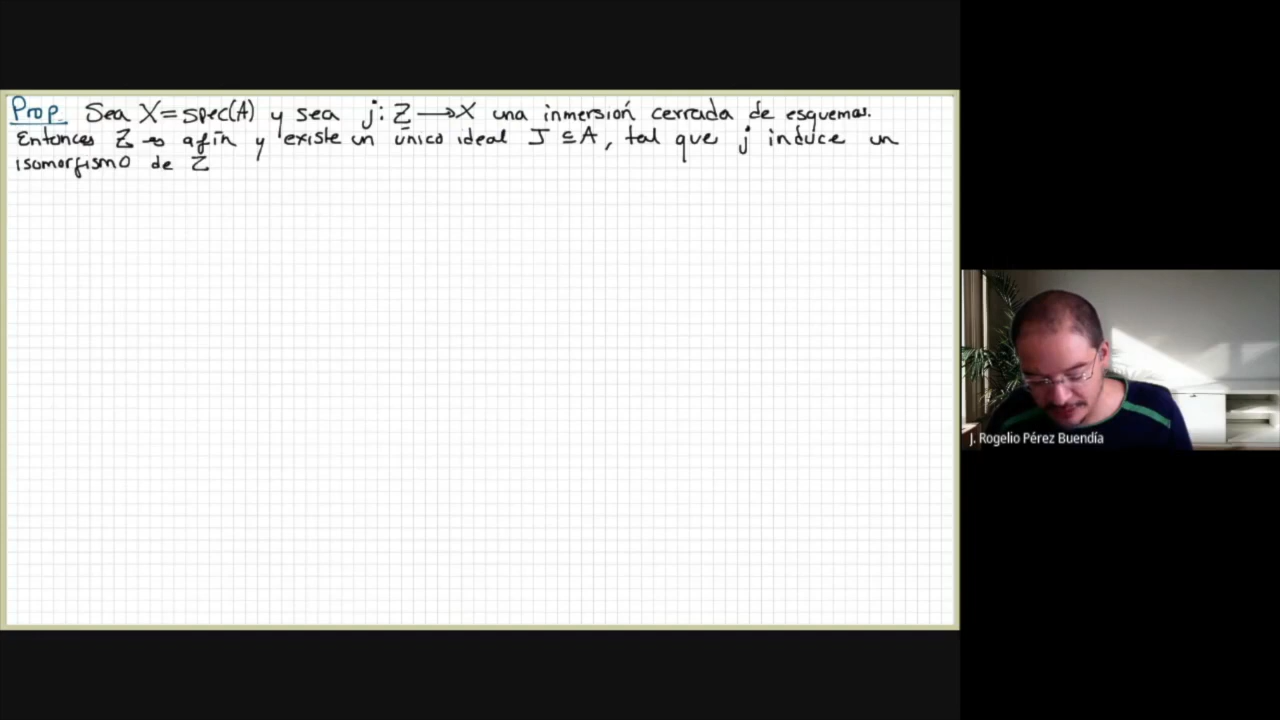 Prop. Sea X = spec(A) y sea j: Z → X una inmersión cerrada de esquemas.
Entonces Z es afín y existe un único ideal J ⊆ A, tal que j induce un
isomorfismo de Z
J. Rogelio Pérez Buendía